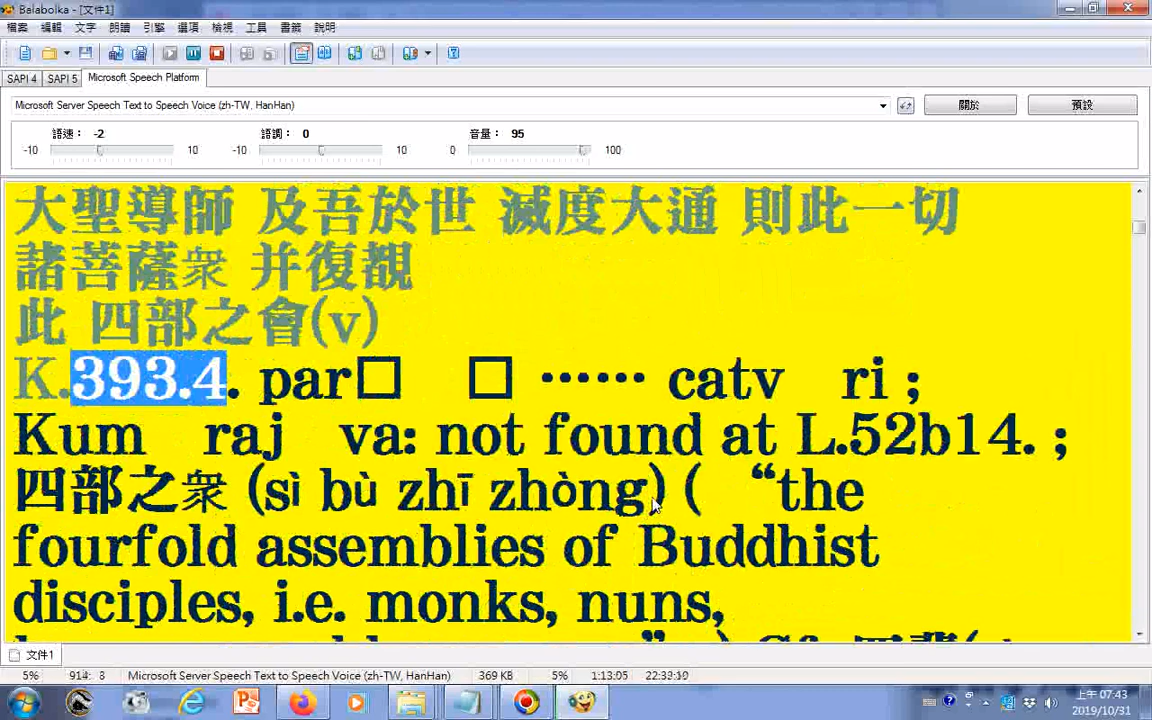 Balabolka - [文件1]
檔案 編輯 文字 朗讀 引擎 選項 檢視 工具 書籤 說明
SAPI 4 SAPI 5 Microsoft Speech Platform
Microsoft Server Speech Text to Speech Voice (zh-TW, HanHan) 關於 預設
語速： -2 語調： 0 音量： 95
-10 10 -10 10 0 100
大聖導師 及吾於世 滅度大通 則此一切
諸菩薩衆 并復覩
此 四部之會(v)
K.393.4. par□ □ …… catv ri ;
Kum raj va: not found at L.52b14. ;
四部之衆 (sì bù zhī zhòng) ( “the
fourfold assemblies of Buddhist
disciples, i.e. monks, nuns,
文件1
5% 914: 8 Microsoft Server Speech Text to Speech Voice (zh-TW, HanHan) 369 KB 5% 1:13:05 22:39:10
上午 07:43
2019/10/31